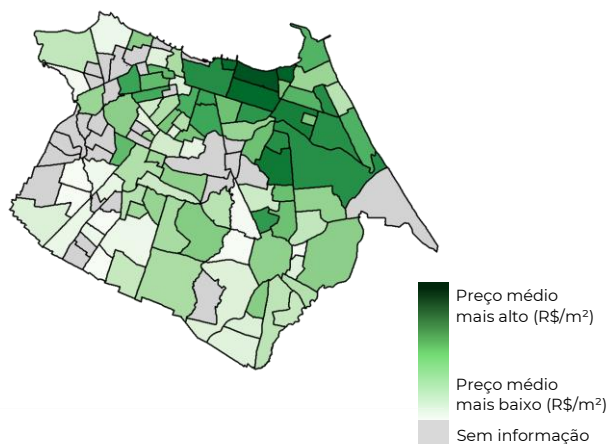 Preço médio
mais alto (R$/m²)
Preço médio
mais baixo (R$/m²)
Sem informação